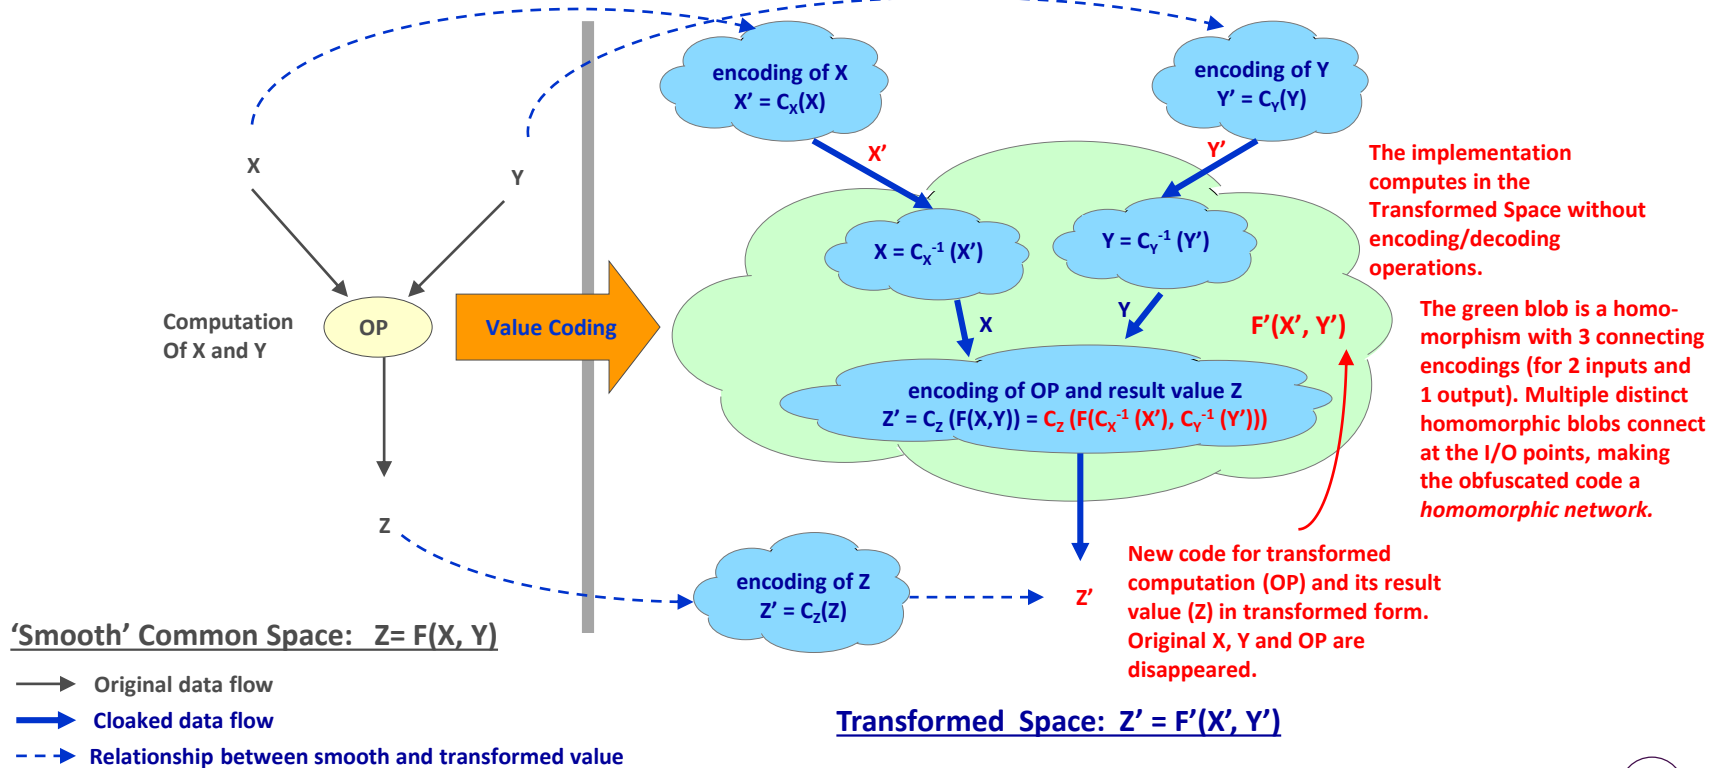 encoding of X
X’ = CX(X)
encoding of Y
Y’ = CY(Y)
X’
Y’
The implementation
computes in the
Transformed Space without
encoding/decoding
operations.
X
Y
X = CX-1 (X’)
Y = CY-1 (Y’)
Computation
Of X and Y
OP
Value Coding
X
Y
F’(X’, Y’)
The green blob is a homo-
morphism with 3 connecting
encodings (for 2 inputs and
1 output). Multiple distinct
homomorphic blobs connect
at the I/O points, making
the obfuscated code a
homomorphic network.
encoding of OP and result value Z
Z’ = CZ (F(X,Y)) = CZ (F(CX-1 (X’), CY-1 (Y’)))
Z
encoding of Z
Z’ = CZ(Z)
Z’
New code for transformed
computation (OP) and its result
value (Z) in transformed form.
Original X, Y and OP are
disappeared.
‘Smooth’ Common Space: Z= F(X, Y)
Original data flow
Cloaked data flow
Relationship between smooth and transformed value
Transformed Space: Z’ = F’(X’, Y’)